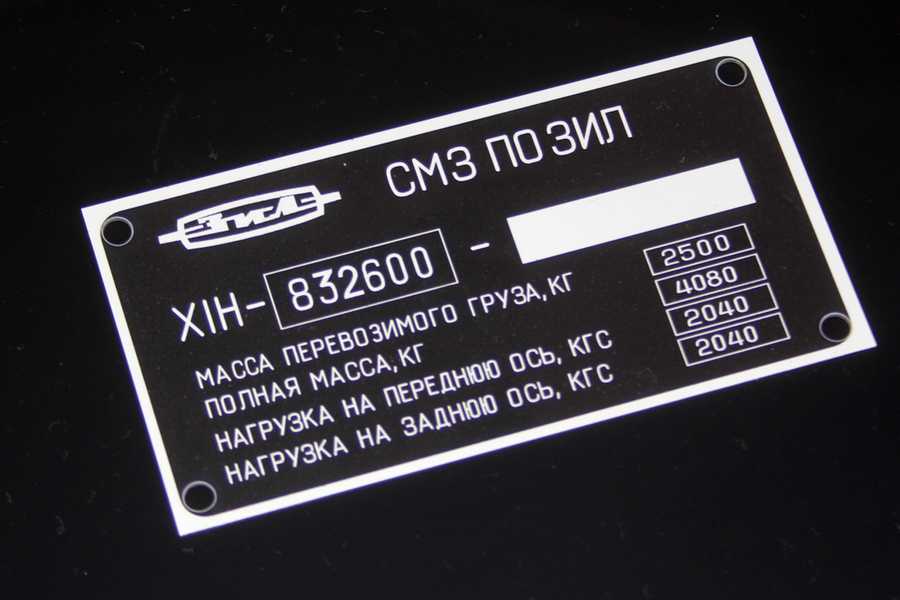 ЗИЛ
СМЗ ПО ЗИЛ
X1H-832600 -
МАССА ПЕРЕВОЗИМОГО ГРУЗА,КГ 2500
ПОЛНАЯ МАССА,КГ 4080
НАГРУЗКА НА ПЕРЕДНЮЮ ОСЬ, КГС 2040
НАГРУЗКА НА ЗАДНЮЮ ОСЬ, КГС 2040